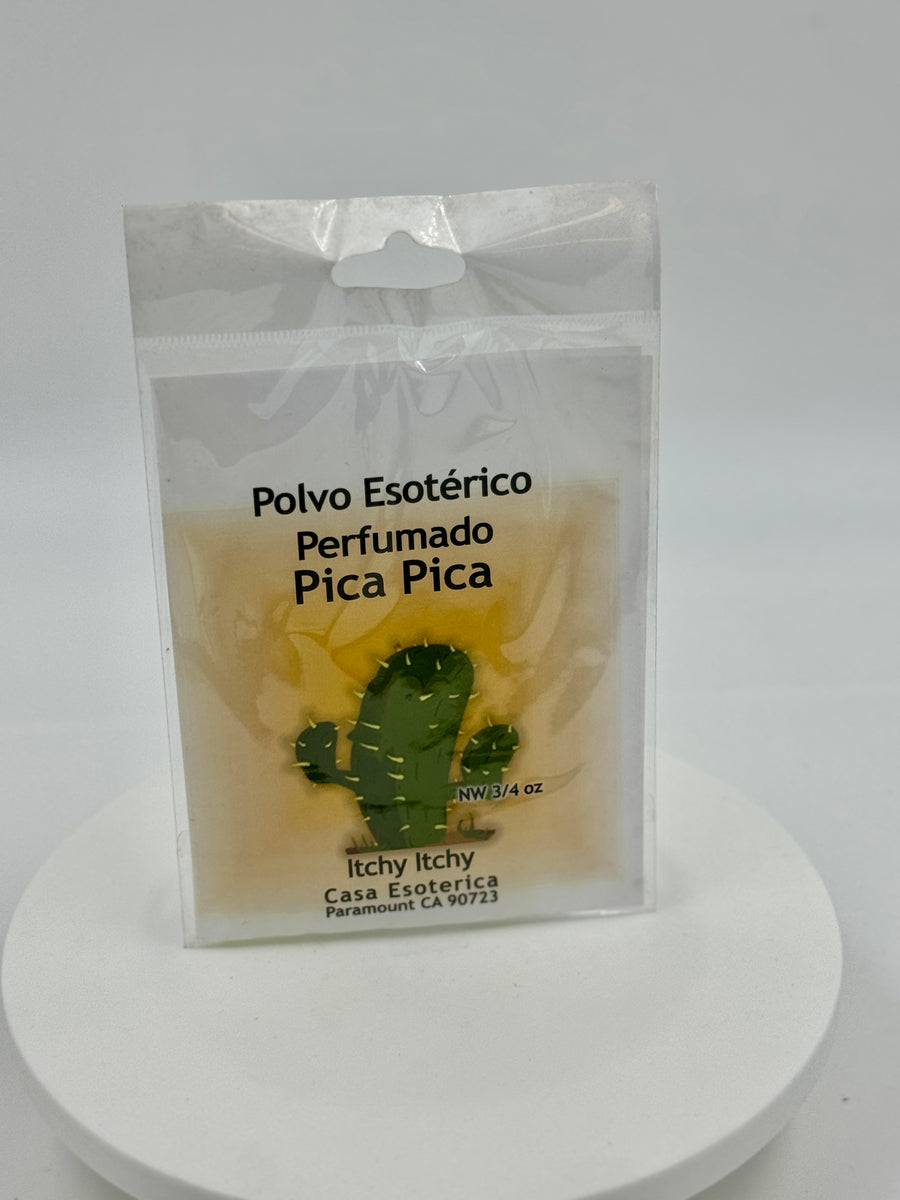 Polvo Esotérico
Perfumado
Pica Pica
NW 3/4 oz
Itchy Itchy
Casa Esoterica
Paramount CA 90723